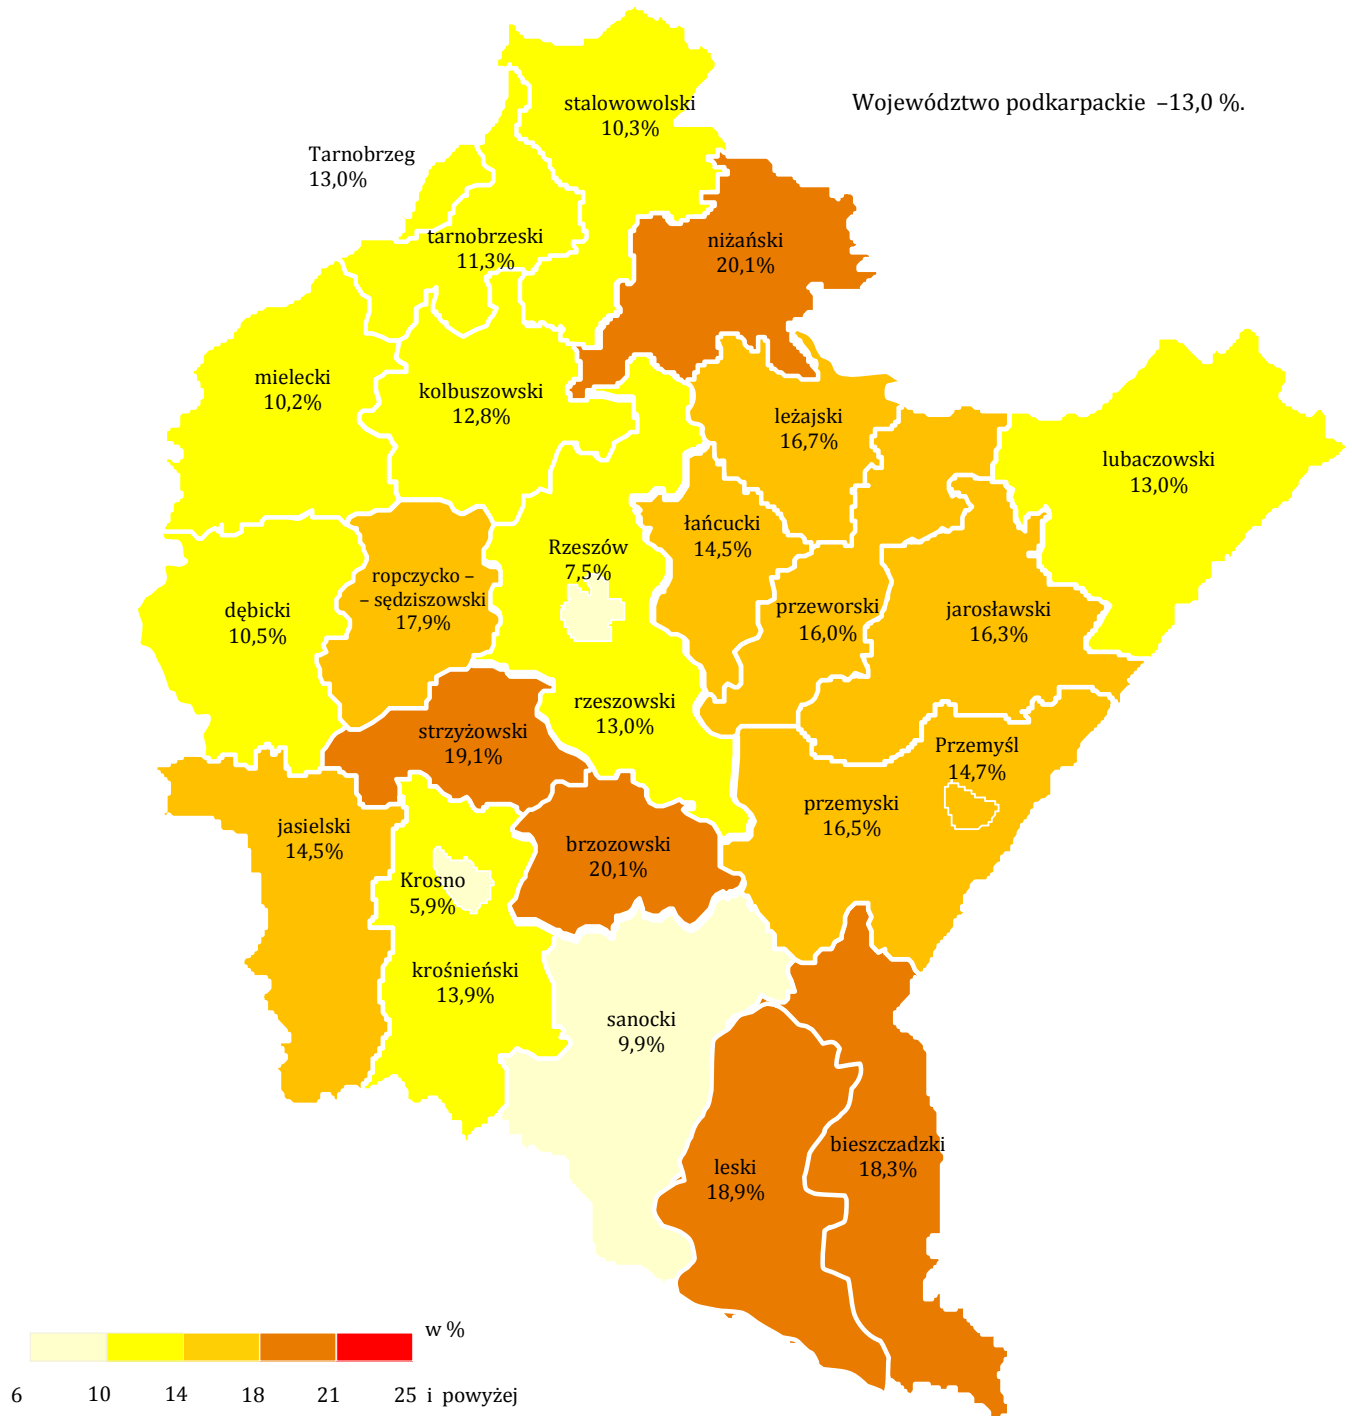 stalowowolski
10,3%
Województwo podkarpackie –13,0 %.
Tarnobrzeg
13,0%
tarnobrzeski
11,3%
niżański
20,1%
mielecki
10,2%
kolbuszowski
12,8%
leżajski
16,7%
lubaczowski
13,0%
łańcucki
14,5%
Rzeszów
7,5%
ropczycko –
– sędziszowski
17,9%
dębicki
10,5%
przeworski
16,0%
jarosławski
16,3%
rzeszowski
13,0%
strzyżowski
19,1%
Przemyśl
14,7%
przemyski
16,5%
jasielski
14,5%
brzozowski
20,1%
Krosno
5,9%
krośnieński
13,9%
sanocki
9,9%
bieszczadzki
18,3%
leski
18,9%
w %
6 10 14 18 21 25 i powyżej